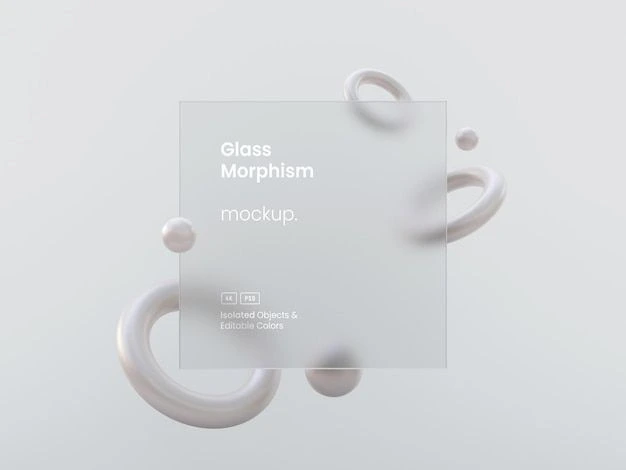 Glass
Morphism
mockup.
4K PSD
Isolated Objects &
Editable Colors